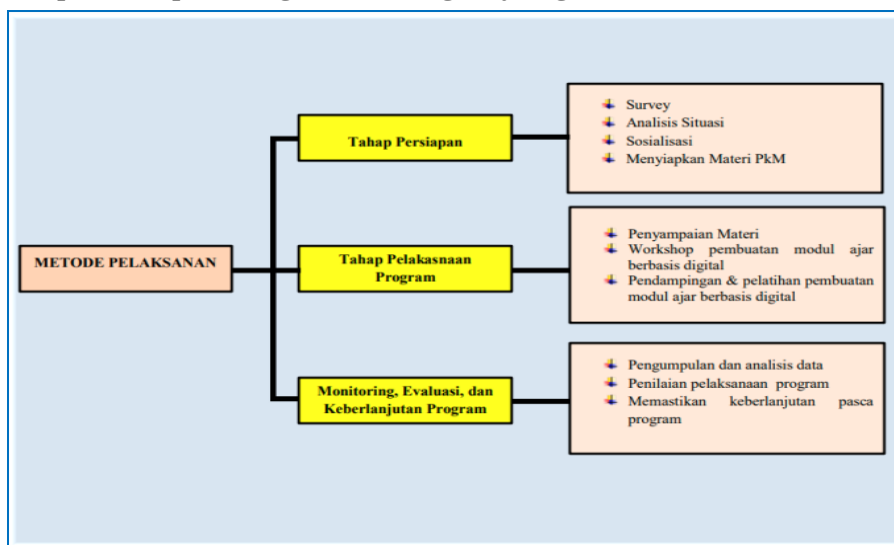 METODE PELAKSANAN
Tahap Persiapan
Survey
Analisis Situasi
Sosialisasi
Menyiapkan Materi PkM
Tahap Pelakasnaan
Program
Penyampaian Materi
Workshop pembuatan modul ajar
berbasis digital
Pendampingan & pelatihan pembuatan
modul ajar berbasis digital
Monitoring, Evaluasi, dan
Keberlanjutan Program
Pengumpulan dan analisis data
Penilaian pelaksanaan program
Memastikan keberlanjutan pasca
program